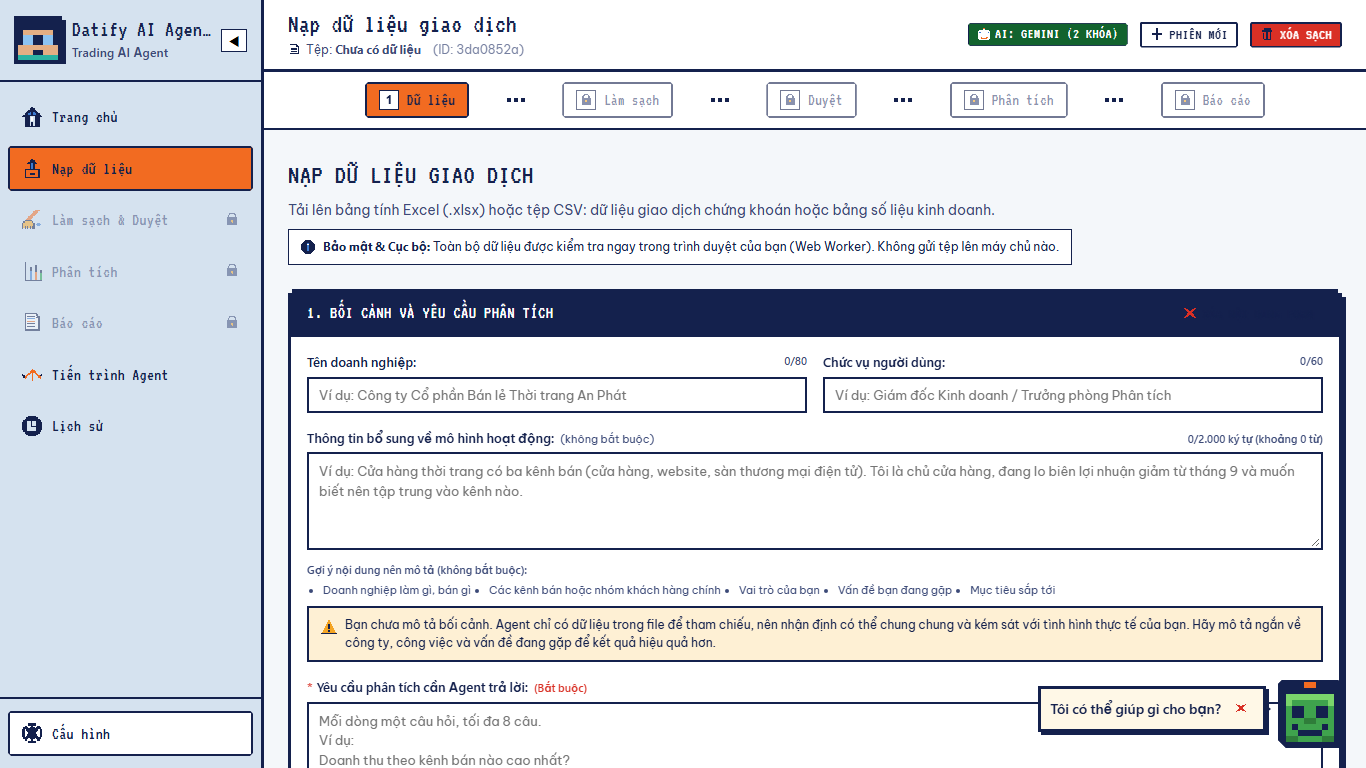 Datify AI Agen…
Trading AI Agent
Trang chủ
Nạp dữ liệu
Làm sạch & Duyệt
Phân tích
Báo cáo
Tiến trình Agent
Lịch sử
Cấu hình
Nạp dữ liệu giao dịch
Tệp: Chưa có dữ liệu (ID: 3da0852a)
AI: GEMINI (2 KHÓA)
PHIÊN MỚI
XÓA SẠCH
1 Dữ liệu
Làm sạch
Duyệt
Phân tích
Báo cáo
NẠP DỮ LIỆU GIAO DỊCH
Tải lên bảng tính Excel (.xlsx) hoặc tệp CSV: dữ liệu giao dịch chứng khoán hoặc bảng số liệu kinh doanh.
Bảo mật & Cục bộ: Toàn bộ dữ liệu được kiểm tra ngay trong trình duyệt của bạn (Web Worker). Không gửi tệp lên máy chủ nào.
1. BỐI CẢNH VÀ YÊU CẦU PHÂN TÍCH
Tên doanh nghiệp: 0/80
Ví dụ: Công ty Cổ phần Bán lẻ Thời trang An Phát
Chức vụ người dùng: 0/60
Ví dụ: Giám đốc Kinh doanh / Trưởng phòng Phân tích
Thông tin bổ sung về mô hình hoạt động: (không bắt buộc) 0/2.000 ký tự (khoảng 0 từ)
Ví dụ: Cửa hàng thời trang có ba kênh bán (cửa hàng, website, sàn thương mại điện tử). Tôi là chủ cửa hàng, đang lo biên lợi nhuận giảm từ tháng 9 và muốn
biết nên tập trung vào kênh nào.
Gợi ý nội dung nên mô tả (không bắt buộc):
• Doanh nghiệp làm gì, bán gì • Các kênh bán hoặc nhóm khách hàng chính • Vai trò của bạn • Vấn đề bạn đang gặp • Mục tiêu sắp tới
Bạn chưa mô tả bối cảnh. Agent chỉ có dữ liệu trong file để tham chiếu, nên nhận định có thể chung chung và kém sát với tình hình thực tế của bạn. Hãy mô tả ngắn về
công ty, công việc và vấn đề đang gặp để kết quả hiệu quả hơn.
* Yêu cầu phân tích cần Agent trả lời: (Bắt buộc)
Mỗi dòng một câu hỏi, tối đa 8 câu.
Ví dụ:
Doanh thu theo kênh bán nào cao nhất?
Tôi có thể giúp gì cho bạn?